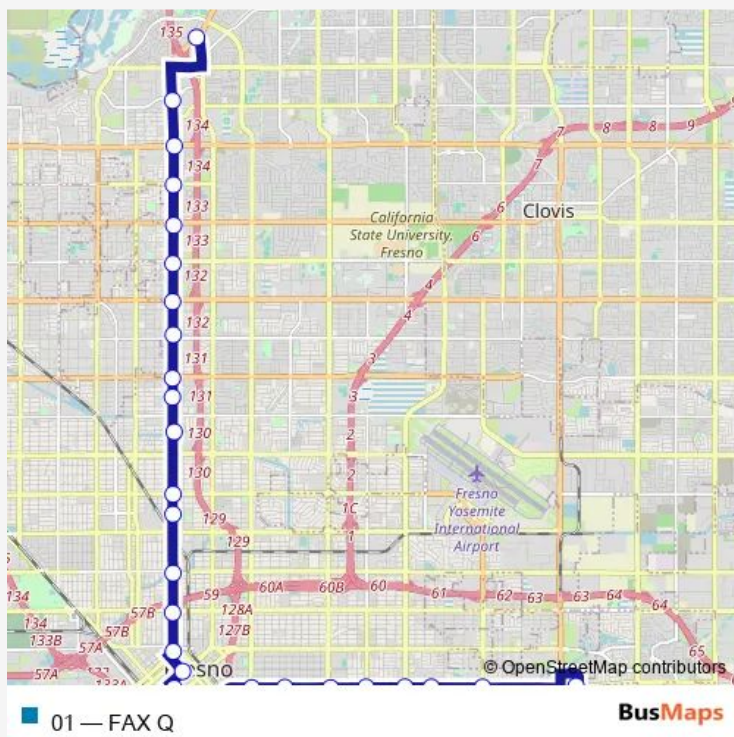 135
134
134
133
133
132
132
131
131
130
130
129
129
7
8
8
9
7
6
6
4
4
3
3
2
2
1C
1
Clovis
California
State University,
Fresno
Fresno
Yosemite
International
Airport
134
134
133B
57A
57A
57B
57B
59
60A
60B
60
61
62
63
63
64
64
65
128A
127B
133A
© OpenStreetMap contributors
01 — FAX Q
BusMaps